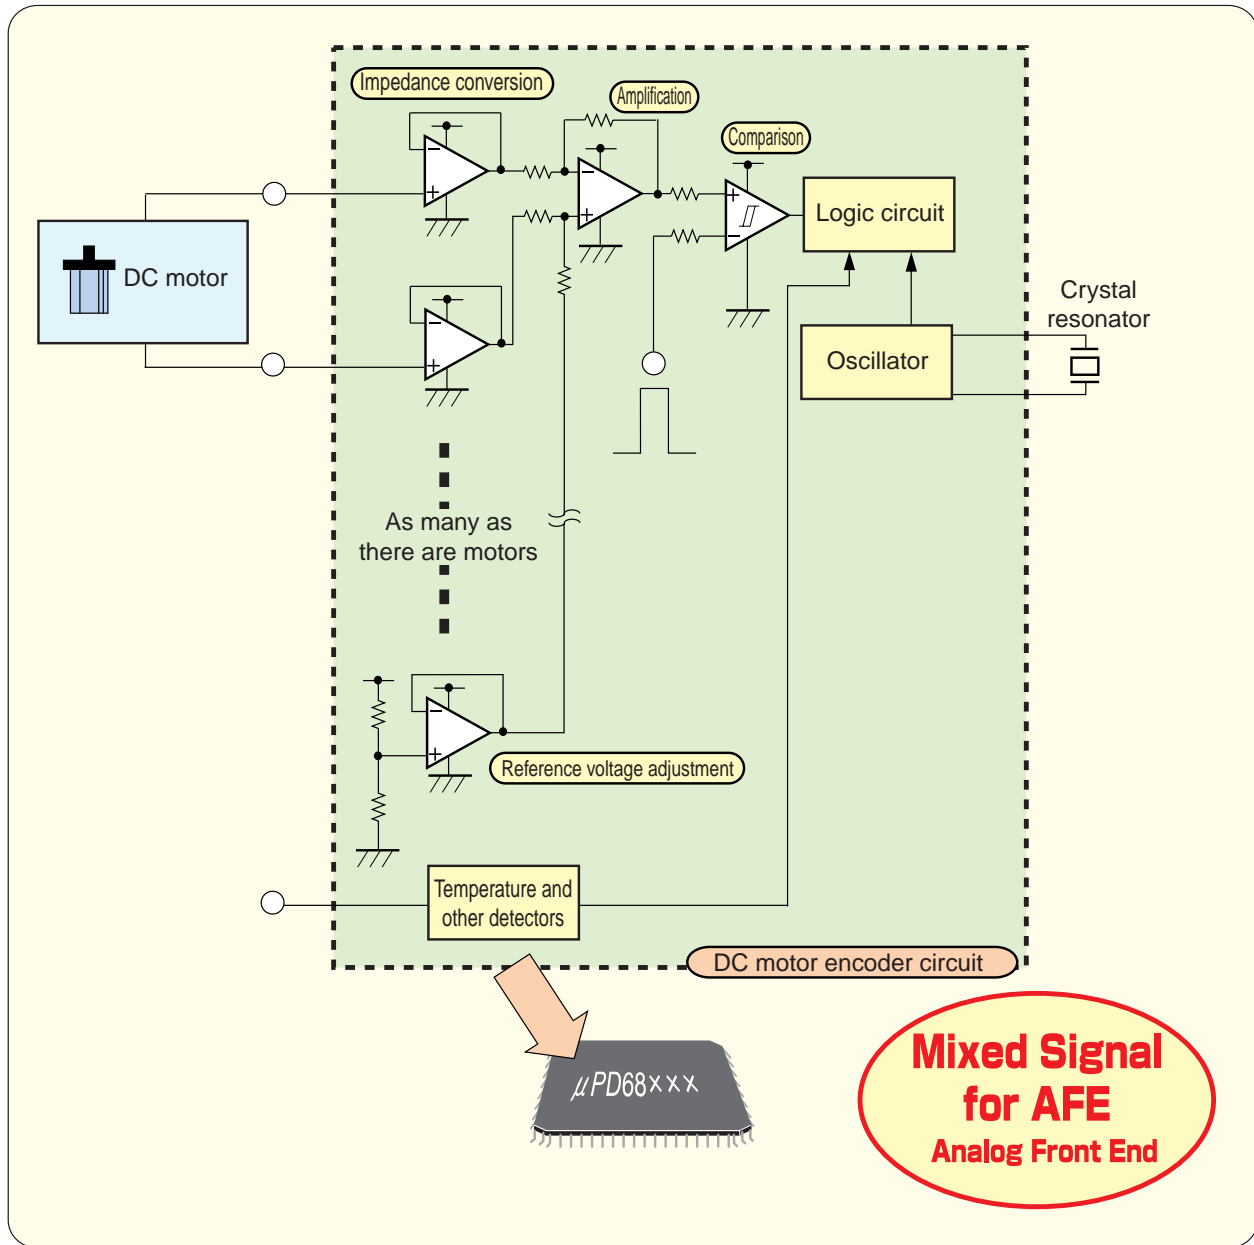 Impedance conversion
Amplification
Comparison
Logic circuit
DC motor
Crystal
resonator
Oscillator
As many as
there are motors
Reference voltage adjustment
Temperature and
other detectors
DC motor encoder circuit
μPD68×××
Mixed Signal
for AFE
Analog Front End